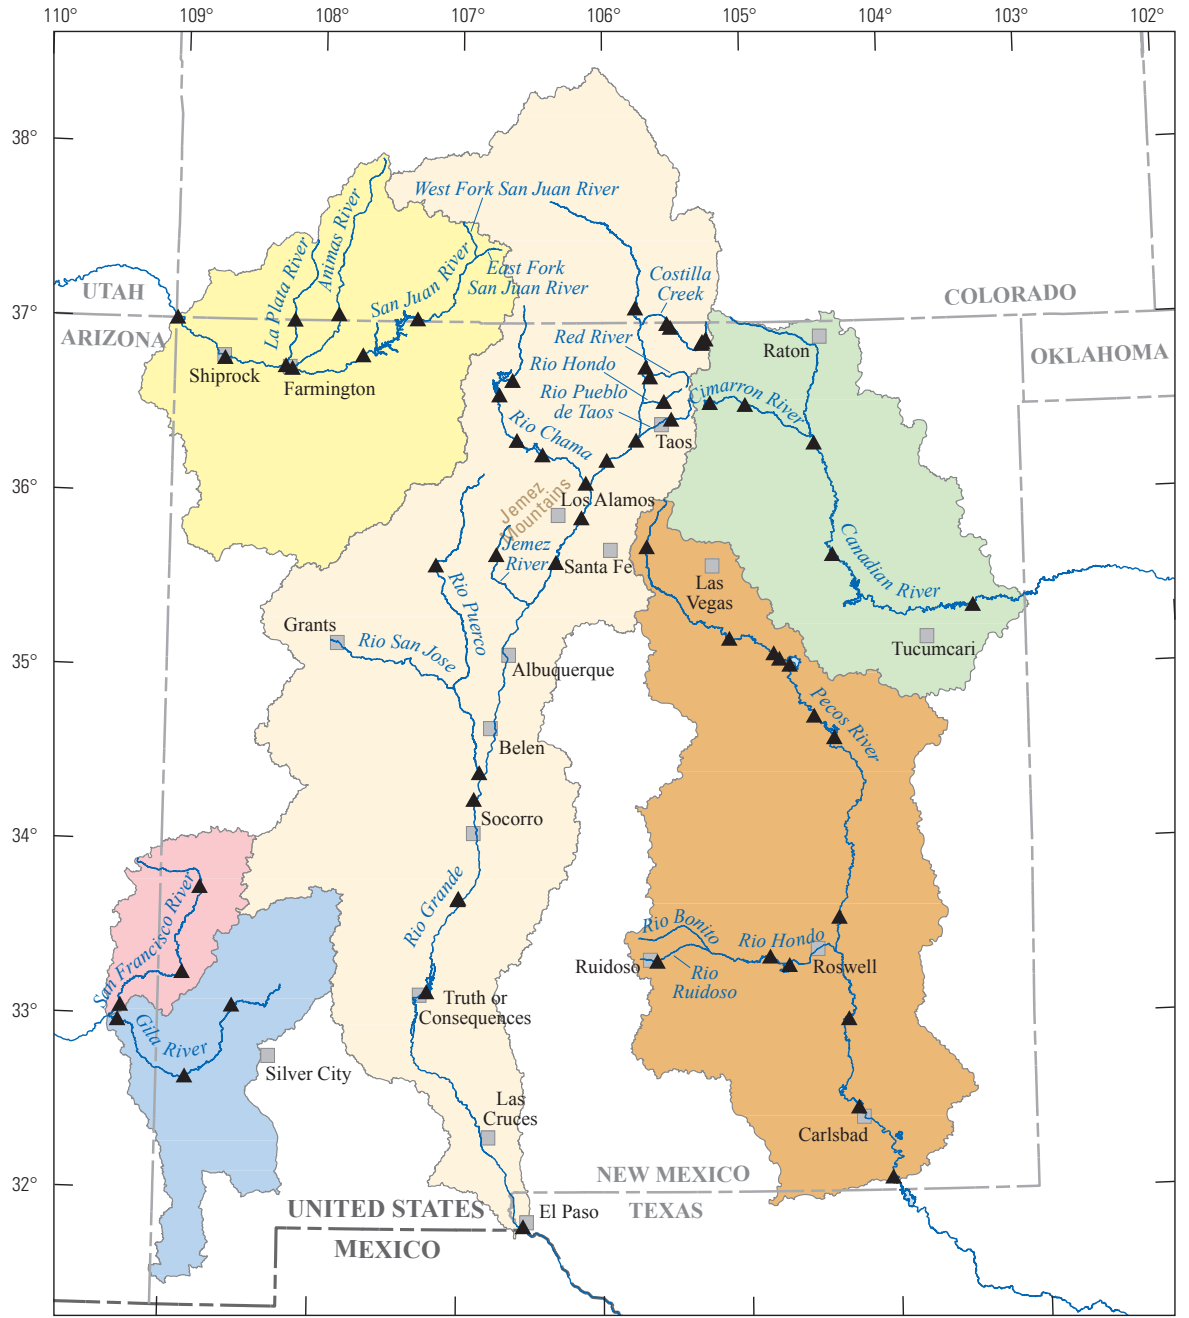 110°
109°
108°
107°
106°
105°
104°
103°
102°
38°
37°
36°
35°
34°
33°
32°
West Fork San Juan River
La Plata River
Animas River
San Juan River
East Fork
San Juan River
Costilla
Creek
UTAH
COLORADO
ARIZONA
OKLAHOMA
Red River
Raton
Shiprock
Farmington
Rio Hondo
Rio Pueblo
de Taos
Cimarron River
Rio Chama
Taos
Jemez
Mountains
Los Alamos
Jemez
River
Santa Fe
Las
Vegas
Canadian River
Rio Puerco
Grants
Rio San Jose
Albuquerque
Tucumcari
Pecos River
Belen
Socorro
San Francisco River
Rio Grande
Rio Bonito
Rio Hondo
Ruidoso
Rio
Ruidoso
Roswell
Truth or
Consequences
Gila River
Silver City
Las
Cruces
Carlsbad
NEW MEXICO
TEXAS
UNITED STATES
MEXICO
El Paso